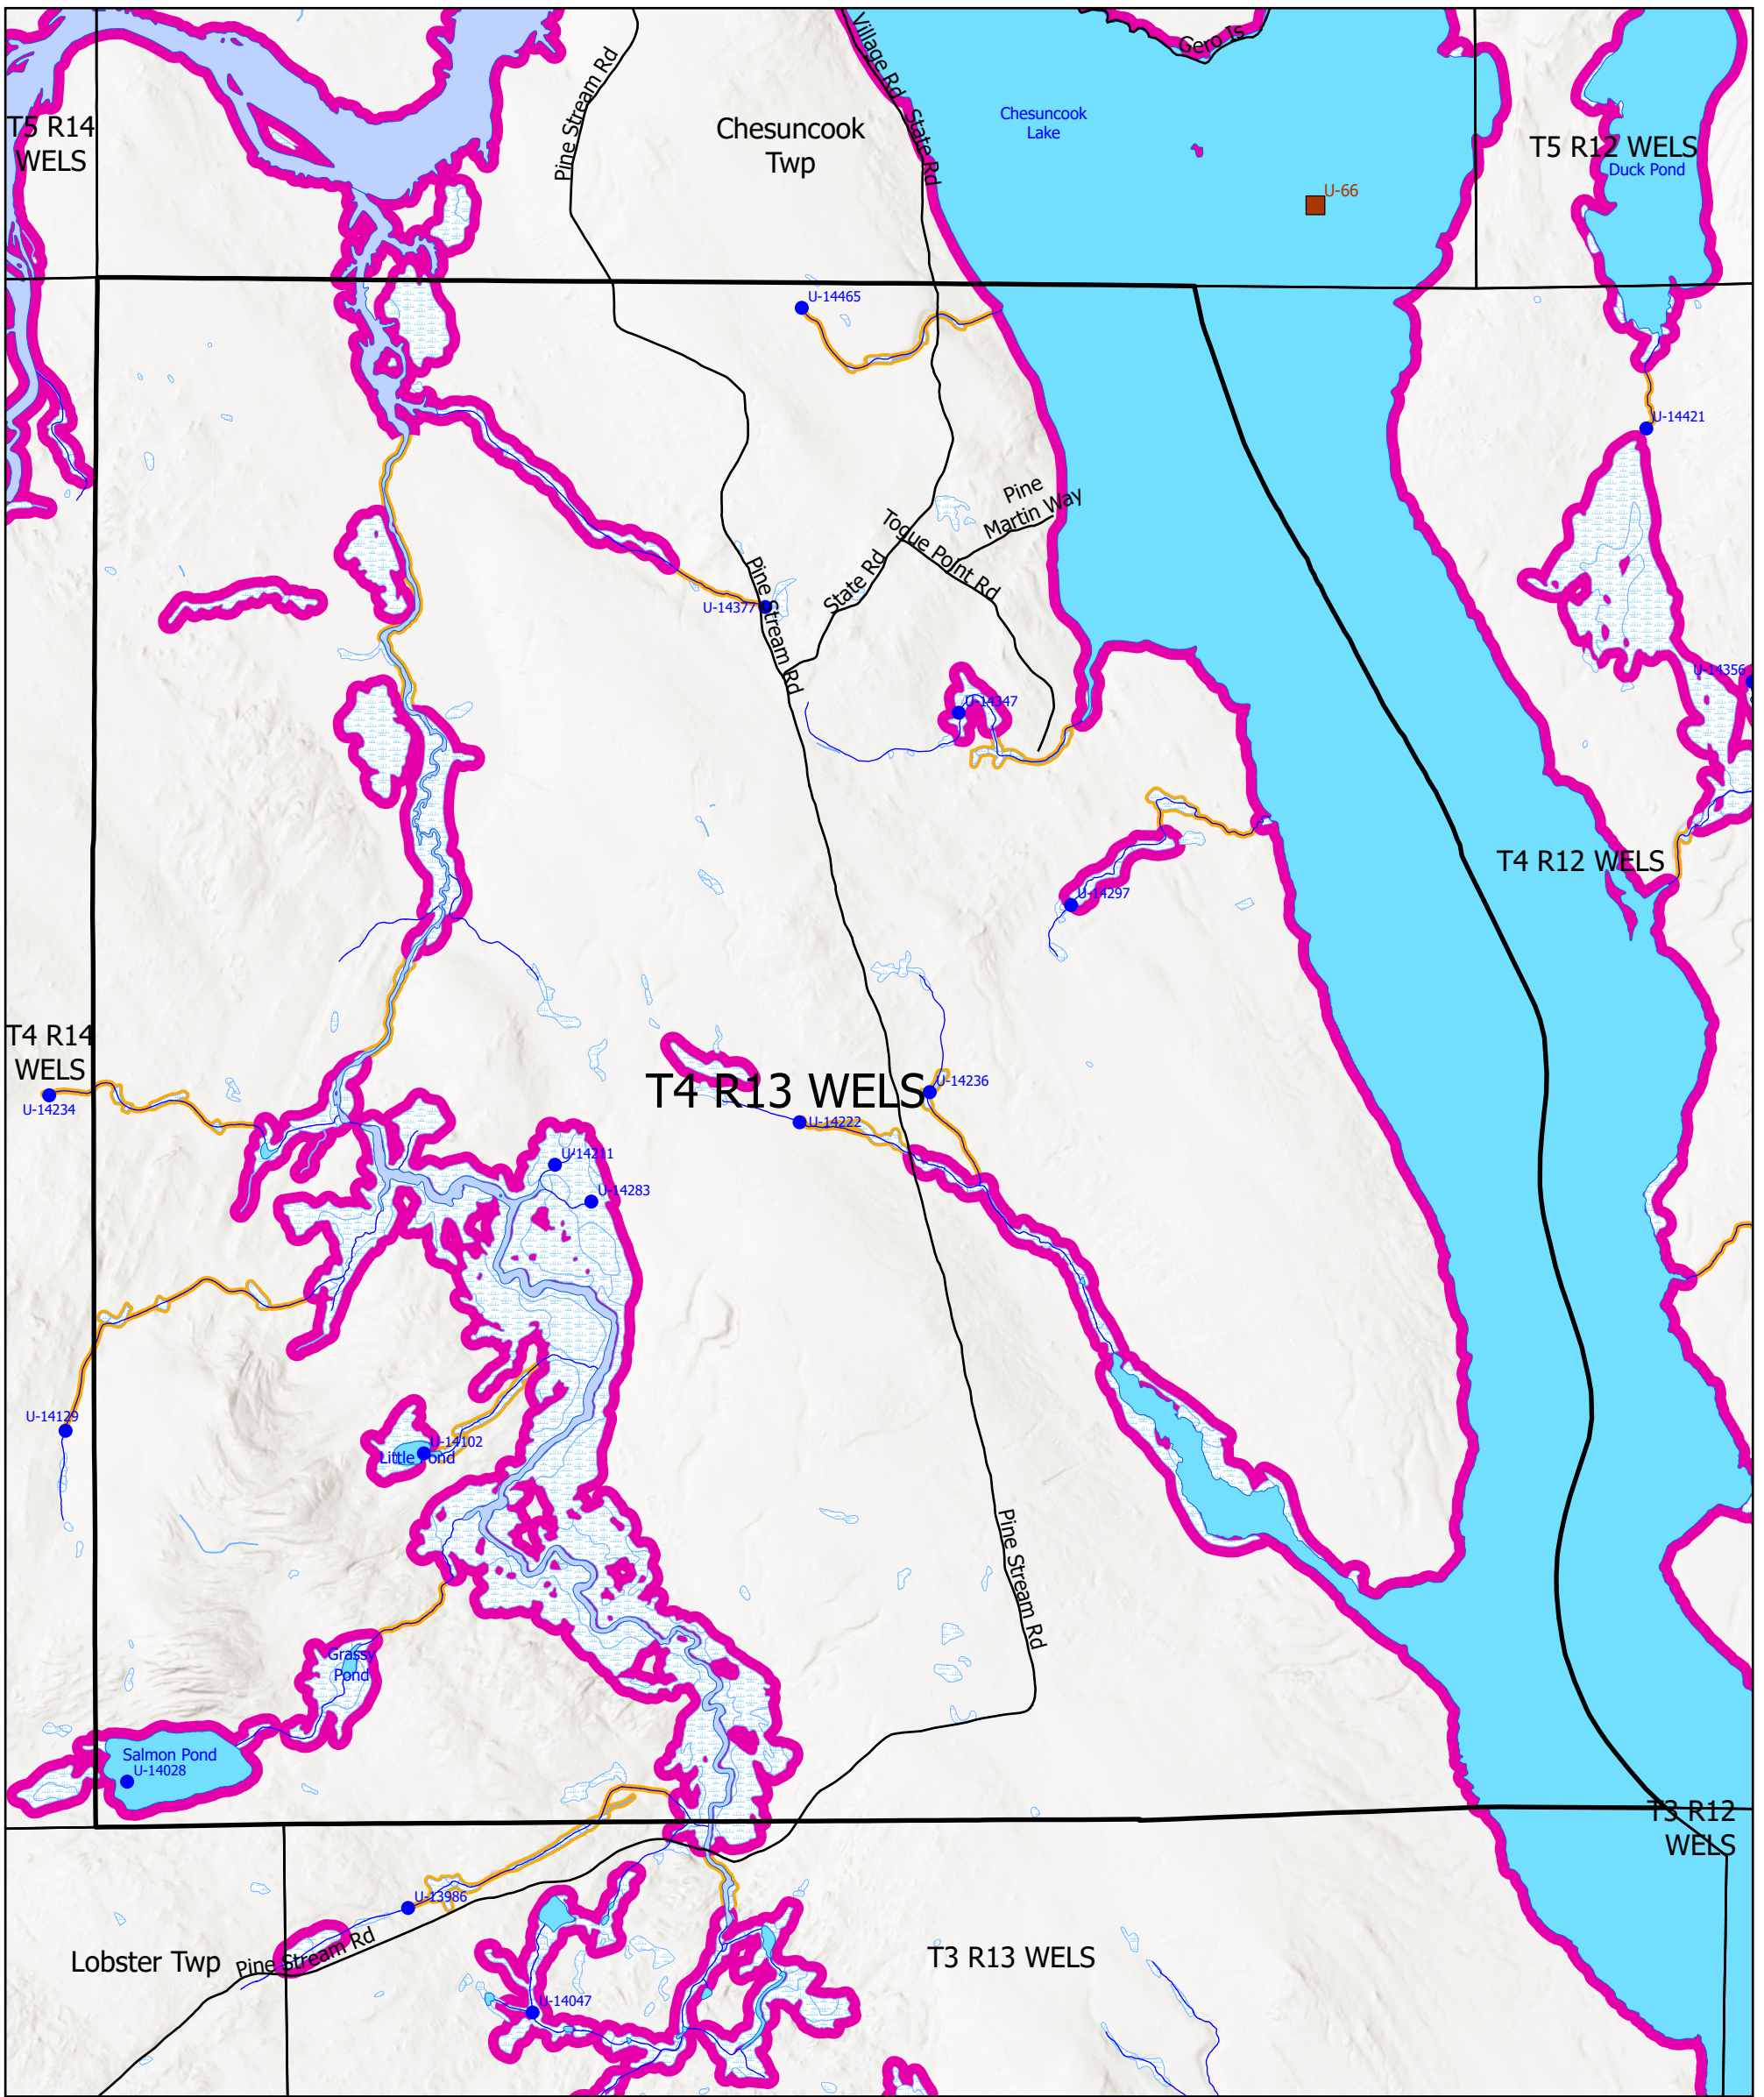 Gero Is
Village Rd
Pine Stream Rd
State Rd
Chesuncook
Lake
T5 R14
WELS
Chesuncook
Twp
T5 R12 WELS
Duck Pond
U-66
U-14465
U-14421
Pine
Martin Way
Togue Point Rd
State Rd
U-14377
Pine Stream Rd
U-14356
U-14347
T4 R12 WELS
U-14297
T4 R14
WELS
U-14234
T4 R13 WELS
U-14236
U-14222
U-14211
U-14283
U-14129
U-14102
Little Pond
Pine Stream Rd
Grassy
Pond
Salmon Pond
U-14028
T3 R12
WELS
U-13986
Lobster Twp
Pine Stream Rd
T3 R13 WELS
U-14047